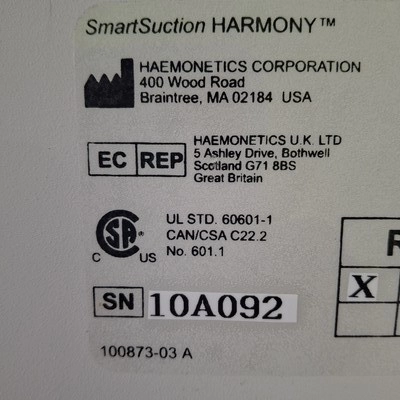 SmartSuction HARMONY™
HAEMONETICS CORPORATION
400 Wood Road
Braintree, MA 02184 USA
EC REP
HAEMONETICS U.K. LTD
5 Ashley Drive, Bothwell
Scotland G71 8BS
Great Britain
CSA
C US
UL STD. 60601-1
CAN/CSA C22.2
No. 601.1
R
X
SN 10A092
100873-03 A